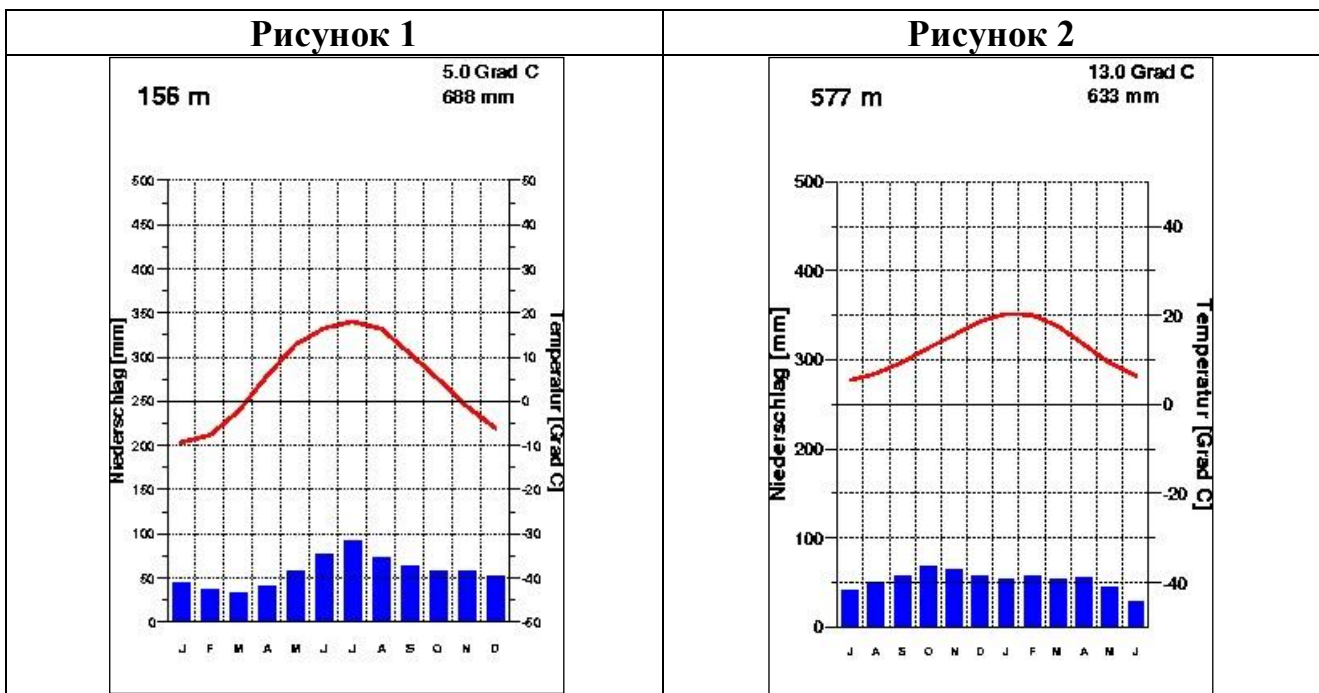 Рисунок 1
Рисунок 2
5.0 Grad C
156 m
688 mm
500
450
400
350
300
250
200
150
100
50
0
50
40
30
20
10
0
-10
-20
-30
-40
-50
Niederschlag [mm]
Temperatur [Grad C]
J F M A M J J A S O N D
13.0 Grad C
577 m
633 mm
500
400
300
200
100
0
40
20
0
-20
-40
Niederschlag [mm]
Temperatur [Grad C]
J A S O N D J F M A M J